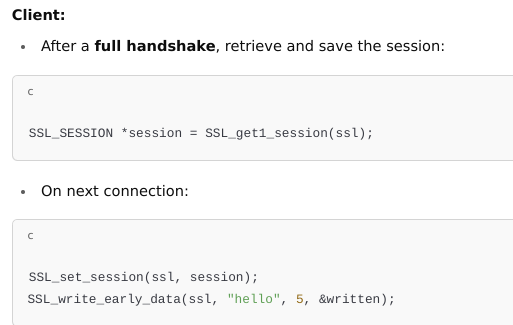 Client:
• After a full handshake, retrieve and save the session:
c
SSL_SESSION *session = SSL_get1_session(ssl);
• On next connection:
c
SSL_set_session(ssl, session);
SSL_write_early_data(ssl, "hello", 5, &written);